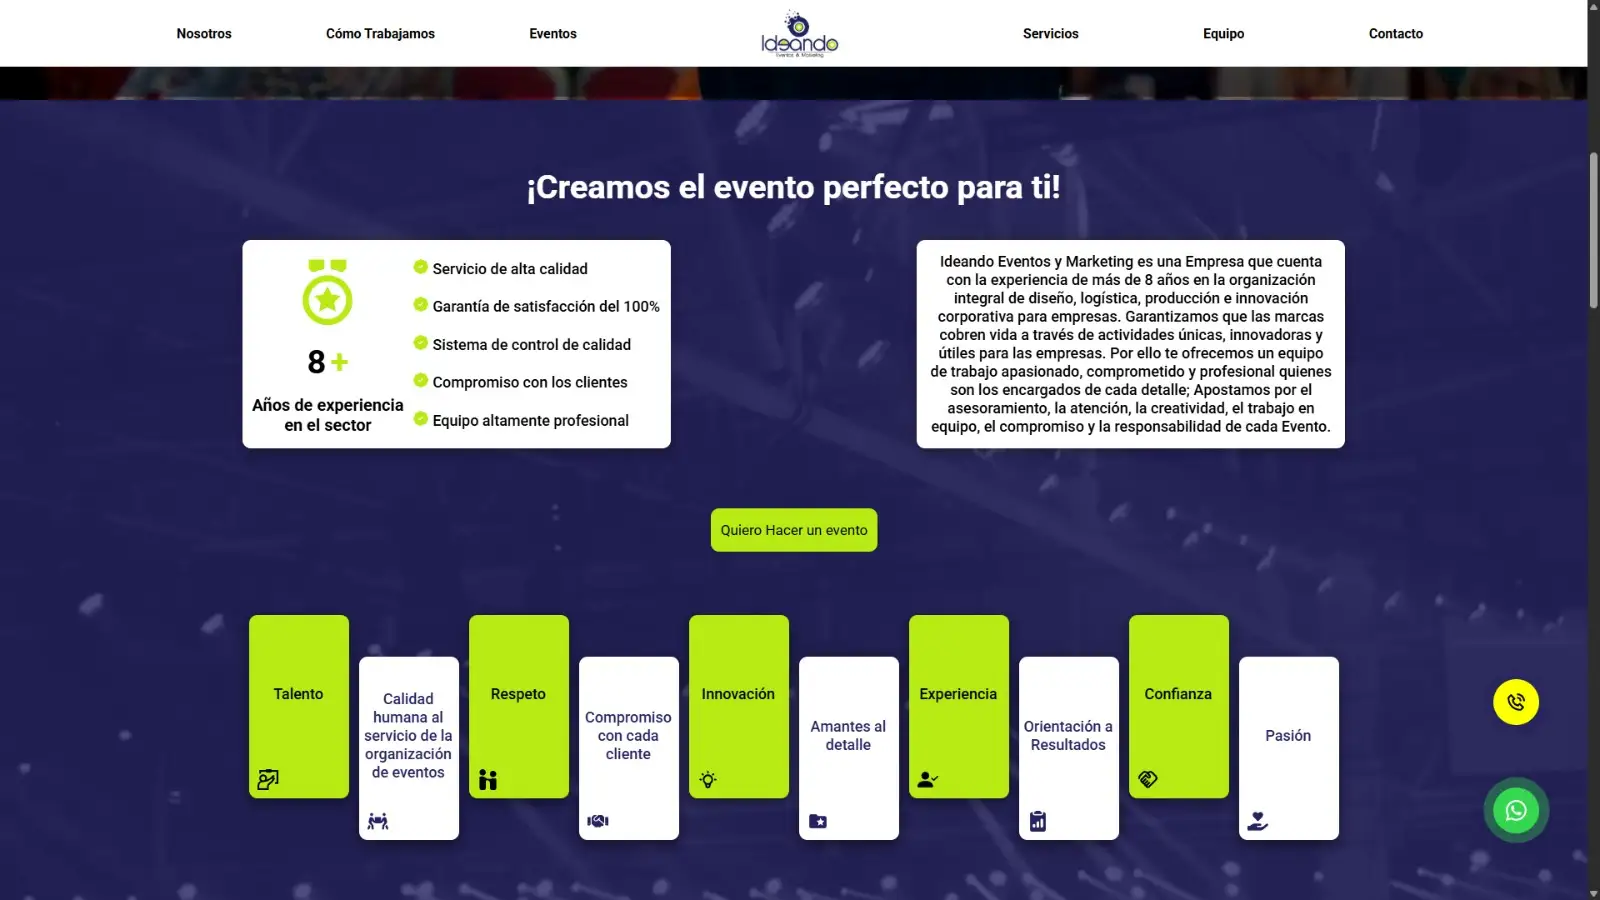 Nosotros
Cómo Trabajamos
Eventos
Ideando
Eventos & Marketing
Servicios
Equipo
Contacto
¡Creamos el evento perfecto para ti!
8+
Años de experiencia
en el sector
Servicio de alta calidad
Garantía de satisfacción del 100%
Sistema de control de calidad
Compromiso con los clientes
Equipo altamente profesional
Ideando Eventos y Marketing es una Empresa que cuenta
con la experiencia de más de 8 años en la organización
integral de diseño, logística, producción e innovación
corporativa para empresas. Garantizamos que las marcas
cobren vida a través de actividades únicas, innovadoras y
útiles para las empresas. Por ello te ofrecemos un equipo
de trabajo apasionado, comprometido y profesional quienes
son los encargados de cada detalle; Apostamos por el
asesoramiento, la atención, la creatividad, el trabajo en
equipo, el compromiso y la responsabilidad de cada Evento.
Quiero Hacer un evento
Talento
Calidad
humana al
servicio de la
organización
de eventos
Respeto
Compromiso
con cada
cliente
Innovación
Amantes al
detalle
Experiencia
Orientación a
Resultados
Confianza
Pasión